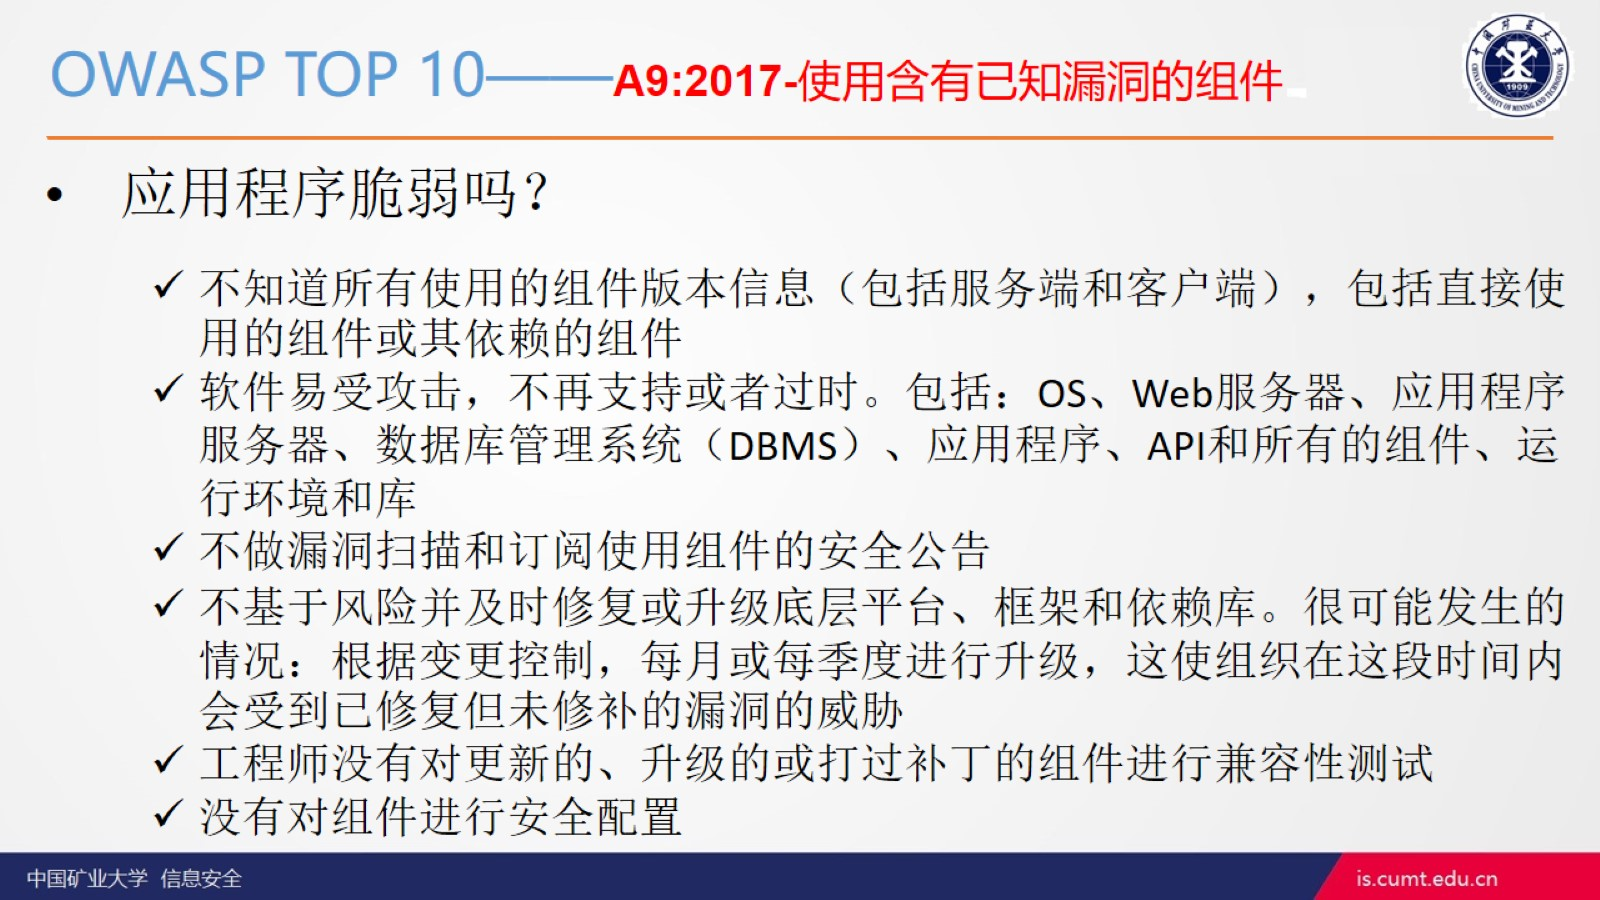 OWASP TOP 10——A9:2017-使用含有已知漏洞的组件
中国矿业大学
CHINA UNIVERSITY OF MINING AND TECHNOLOGY
1909
• 应用程序脆弱吗？
✓ 不知道所有使用的组件版本信息（包括服务端和客户端），包括直接使
用的组件或其依赖的组件
✓ 软件易受攻击，不再支持或者过时。包括：OS、Web服务器、应用程序
服务器、数据库管理系统（DBMS）、应用程序、API和所有的组件、运
行环境和库
✓ 不做漏洞扫描和订阅使用组件的安全公告
✓ 不基于风险并及时修复或升级底层平台、框架和依赖库。很可能发生的
情况：根据变更控制，每月或每季度进行升级，这使组织在这段时间内
会受到已修复但未修补的漏洞的威胁
✓ 工程师没有对更新的、升级的或打过补丁的组件进行兼容性测试
✓ 没有对组件进行安全配置
中国矿业大学 信息安全
is.cumt.edu.cn